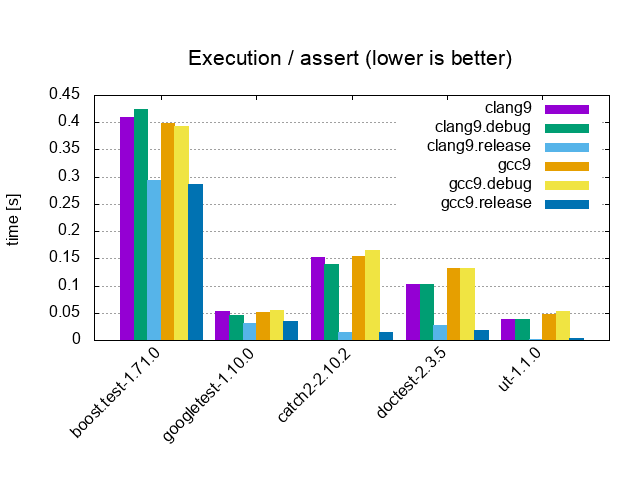 Execution / assert (lower is better)
time [s]
0.45
0.4
0.35
0.3
0.25
0.2
0.15
0.1
0.05
0
clang9
clang9.debug
clang9.release
gcc9
gcc9.debug
gcc9.release
boost.test-1.71.0
googletest-1.10.0
catch2-2.10.2
doctest-2.3.5
ut-1.1.0